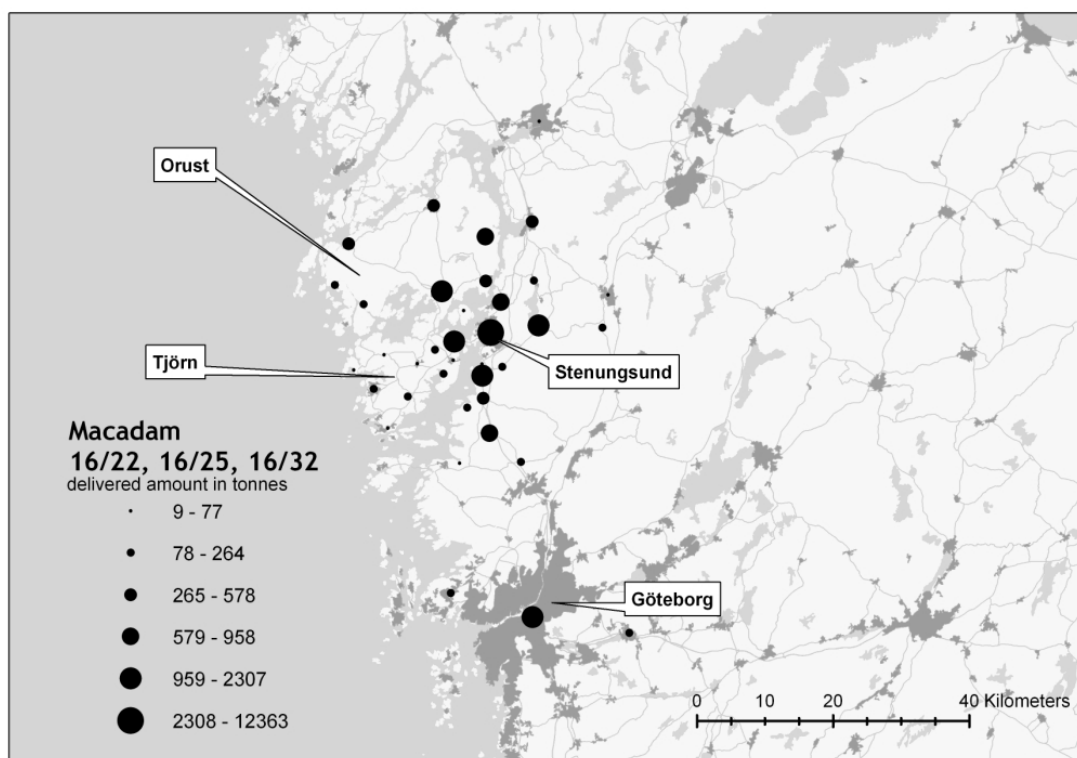 Orust
Tjörn
Stenungsund
Macadam
16/22, 16/25, 16/32
delivered amount in tonnes
9 - 77
78 - 264
265 - 578
579 - 958
959 - 2307
2308 - 12363
Göteborg
0 10 20 40 Kilometers